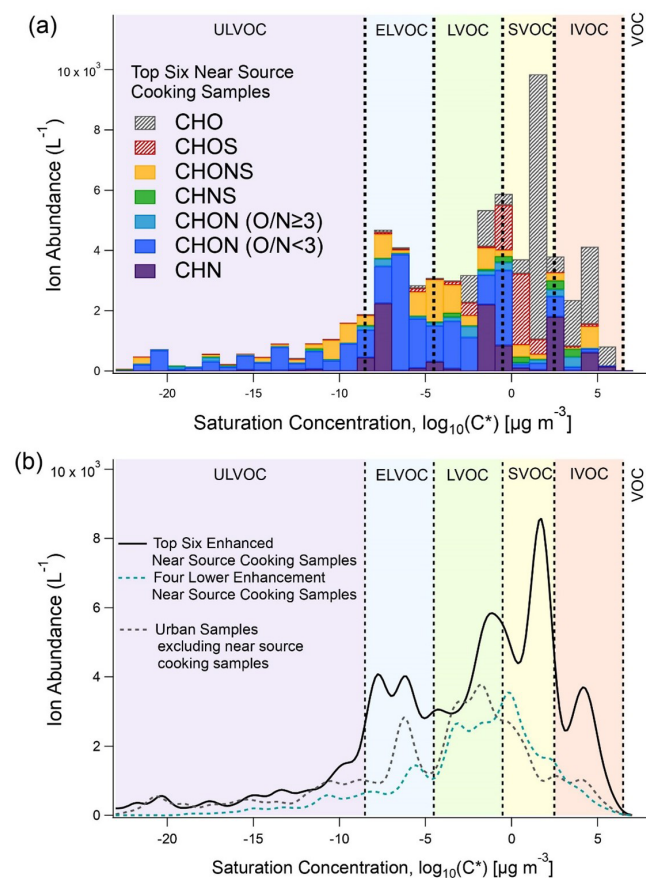 (a)
ULVOC
ELVOC
LVOC
SVOC
IVOC
VOC
10 x 10³
8
6
4
2
0
Ion Abundance (L⁻¹)
Top Six Near Source
Cooking Samples
CHO
CHOS
CHONS
CHNS
CHON (O/N≥3)
CHON (O/N<3)
CHN
-20
-15
-10
-5
0
5
Saturation Concentration, log₁₀(C*) [µg m⁻³]
(b)
ULVOC
ELVOC
LVOC
SVOC
IVOC
VOC
10 x 10³
8
6
4
2
0
Ion Abundance (L⁻¹)
Top Six Enhanced
Near Source Cooking Samples
Four Lower Enhancement
Near Source Cooking Samples
Urban Samples
excluding near source
cooking samples
-20
-15
-10
-5
0
5
Saturation Concentration, log₁₀(C*) [µg m⁻³]